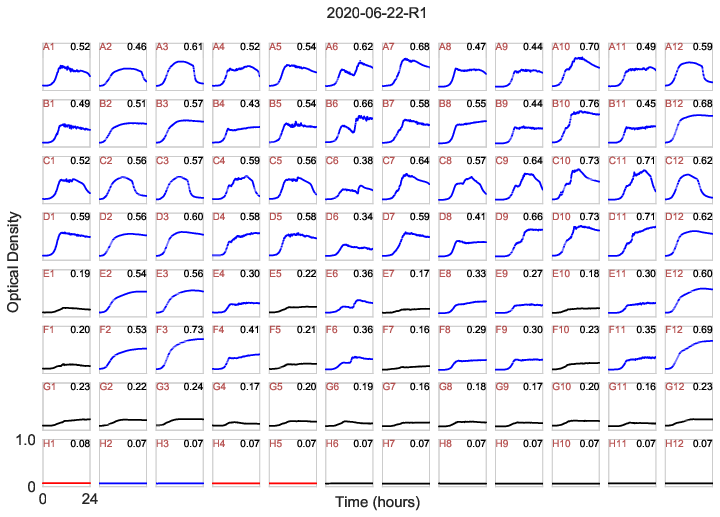 2020-06-22-R1
A1 0.52 A2 0.46 A3 0.61 A4 0.52 A5 0.54 A6 0.62 A7 0.68 A8 0.47 A9 0.44 A10 0.70 A11 0.49 A12 0.59
B1 0.49 B2 0.51 B3 0.57 B4 0.43 B5 0.54 B6 0.66 B7 0.58 B8 0.55 B9 0.44 B10 0.76 B11 0.45 B12 0.68
C1 0.52 C2 0.56 C3 0.57 C4 0.59 C5 0.56 C6 0.38 C7 0.64 C8 0.57 C9 0.64 C10 0.73 C11 0.71 C12 0.62
D1 0.59 D2 0.56 D3 0.60 D4 0.58 D5 0.58 D6 0.34 D7 0.59 D8 0.41 D9 0.66 D10 0.73 D11 0.71 D12 0.62
E1 0.19 E2 0.54 E3 0.56 E4 0.30 E5 0.22 E6 0.36 E7 0.17 E8 0.33 E9 0.27 E10 0.18 E11 0.30 E12 0.60
F1 0.20 F2 0.53 F3 0.73 F4 0.41 F5 0.21 F6 0.36 F7 0.16 F8 0.29 F9 0.30 F10 0.23 F11 0.35 F12 0.69
G1 0.23 G2 0.22 G3 0.24 G4 0.17 G5 0.20 G6 0.19 G7 0.16 G8 0.18 G9 0.17 G10 0.20 G11 0.16 G12 0.23
H1 0.08 H2 0.07 H3 0.07 H4 0.07 H5 0.07 H6 0.07 H7 0.07 H8 0.07 H9 0.07 H10 0.07 H11 0.07 H12 0.07
Optical Density
1.0
0
0 24
Time (hours)